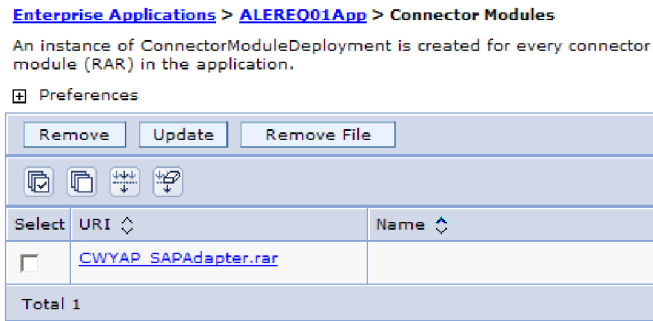 Enterprise Applications > ALEREQ01App > Connector Modules
An instance of ConnectorModuleDeployment is created for every connector
module (RAR) in the application.
Preferences
Remove Update Remove File
Select URI Name
CWYAP_SAPAdapter.rar
Total 1